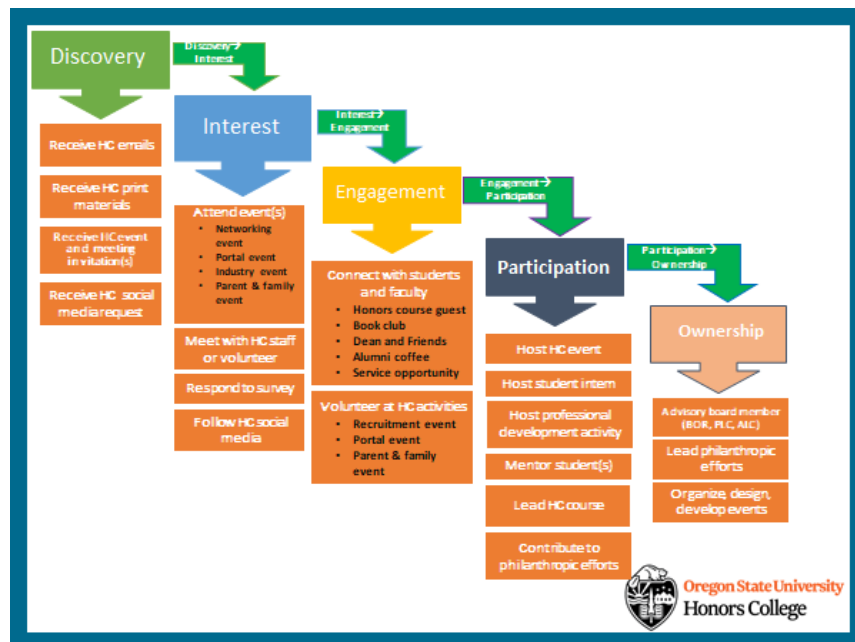 Discovery
Discovery→
Interest
Receive HC emails
Receive HC print
materials
Receive HC event
and meeting
invitation(s)
Receive HC social
media request
Interest
Interest→
Engagement
Attend event(s)
• Networking
event
• Portal event
• Industry event
• Parent & family
event
Meet with HC staff
or volunteer
Respond to survey
Follow HC social
media
Engagement
Engagement→
Participation
Connect with students
and faculty
• Honors course guest
• Book club
• Dean and Friends
• Alumni coffee
• Service opportunity
Volunteer at HC activities
• Recruitment event
• Portal event
• Parent & family
event
Participation
Participation→
Ownership
Host HC event
Host student intern
Host professional
development activity
Mentor student(s)
Lead HC course
Contribute to
philanthropic efforts
Ownership
Advisory board member
(BOR, PLC, ALC)
Lead philanthropic
efforts
Organize, design,
develop events
Oregon State University
Honors College